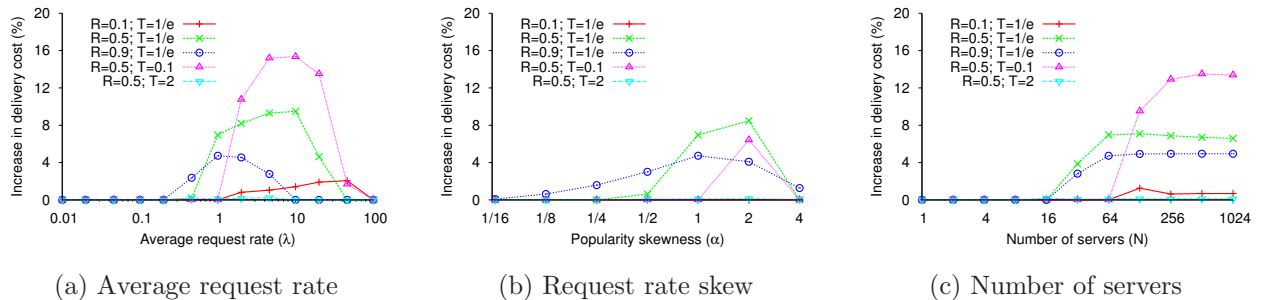 Increase in delivery cost (%)
20
16
12
8
4
0
R=0.1; T=1/e
R=0.5; T=1/e
R=0.9; T=1/e
R=0.5; T=0.1
R=0.5; T=2
0.01 0.1 1 10 100
Average request rate (λ)
(a) Average request rate
Increase in delivery cost (%)
20
16
12
8
4
0
R=0.1; T=1/e
R=0.5; T=1/e
R=0.9; T=1/e
R=0.5; T=0.1
R=0.5; T=2
1/16 1/8 1/4 1/2 1 2 4
Popularity skewness (α)
(b) Request rate skew
Increase in delivery cost (%)
20
16
12
8
4
0
R=0.1; T=1/e
R=0.5; T=1/e
R=0.9; T=1/e
R=0.5; T=0.1
R=0.5; T=2
1 4 16 64 256 1024
Number of servers (N)
(c) Number of servers